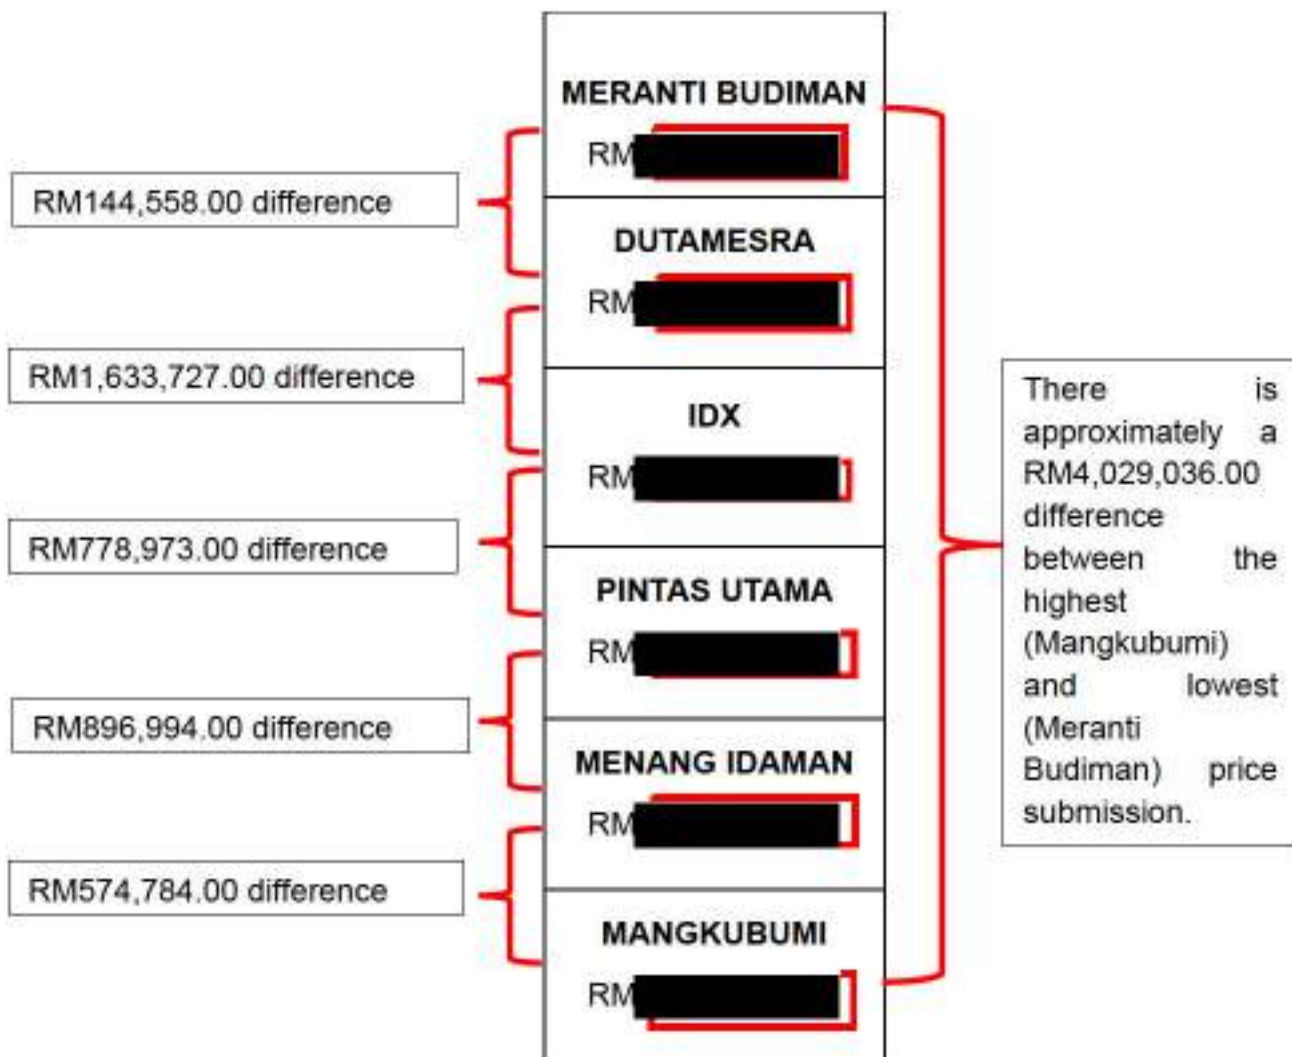 MERANTI BUDIMAN
RM
RM144,558.00 difference
DUTAMESRA
RM
RM1,633,727.00 difference
IDX
RM
RM778,973.00 difference
PINTAS UTAMA
RM
RM896,994.00 difference
MENANG IDAMAN
RM
RM574,784.00 difference
MANGKUBUMI
RM
There is
approximately a
RM4,029,036.00
difference
between the
highest
(Mangkubumi)
and lowest
(Meranti
Budiman) price
submission.